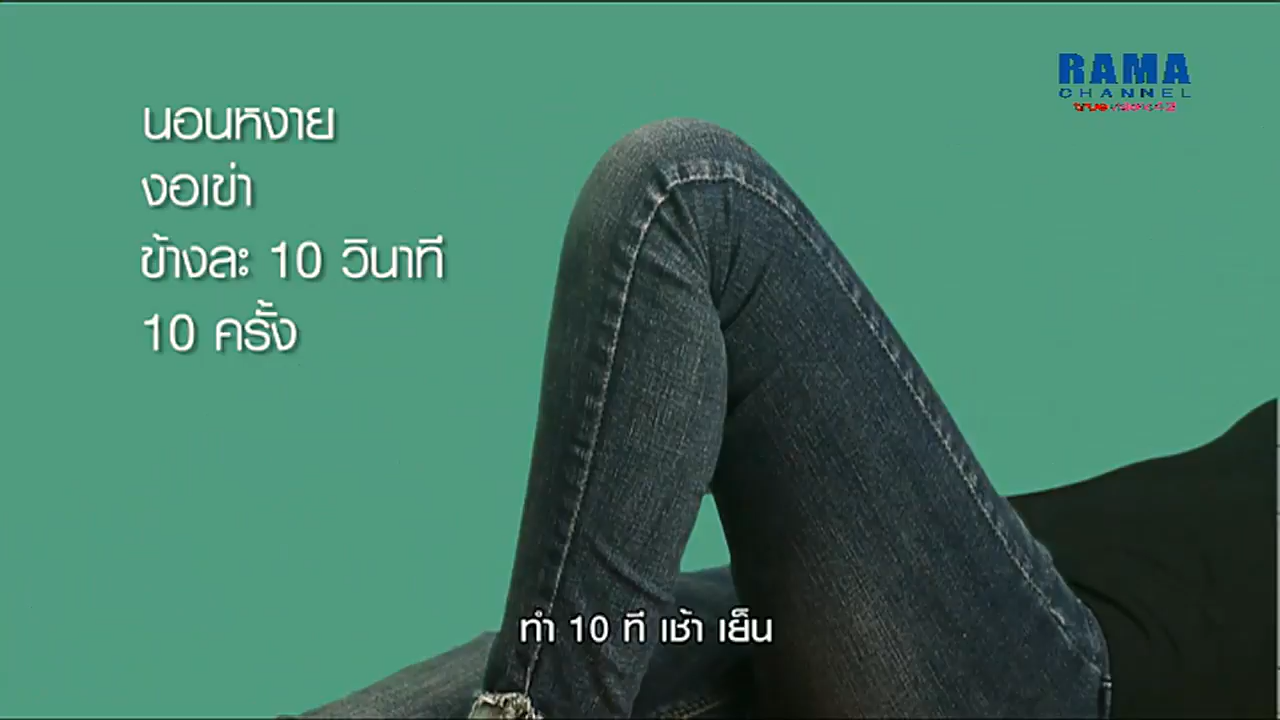 RAMA
CHANNEL
นอนหงาย
งอเข่า
ข้างละ 10 วินาที
10 ครั้ง
ทำ 10 ที เช้า เย็น